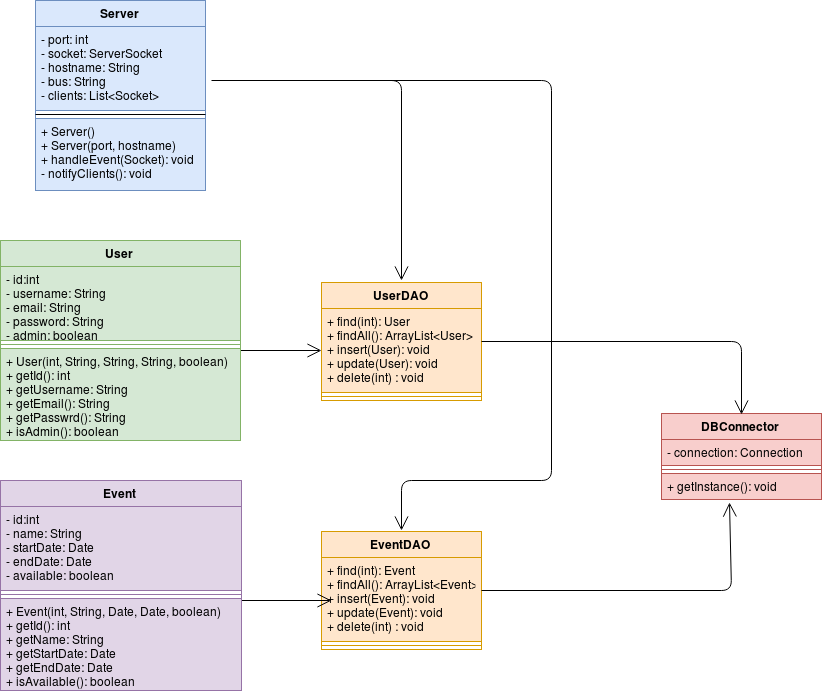 Server
- port: int
- socket: ServerSocket
- hostname: String
- bus: String
- clients: List<Socket>
+ Server()
+ Server(port, hostname)
+ handleEvent(Socket): void
- notifyClients(): void
User
- id:int
- username: String
- email: String
- password: String
- admin: boolean
+ User(int, String, String, String, boolean)
+ getId(): int
+ getUsername: String
+ getEmail(): String
+ getPasswrd(): String
+ isAdmin(): boolean
UserDAO
+ find(int): User
+ findAll(): ArrayList<User>
+ insert(User): void
+ update(User): void
+ delete(int) : void
DBConnector
- connection: Connection
+ getInstance(): void
Event
- id:int
- name: String
- startDate: Date
- endDate: Date
- available: boolean
+ Event(int, String, Date, Date, boolean)
+ getId(): int
+ getName: String
+ getStartDate: Date
+ getEndDate: Date
+ isAvailable(): boolean
EventDAO
+ find(int): Event
+ findAll(): ArrayList<Event>
+ insert(Event): void
+ update(Event): void
+ delete(int) : void